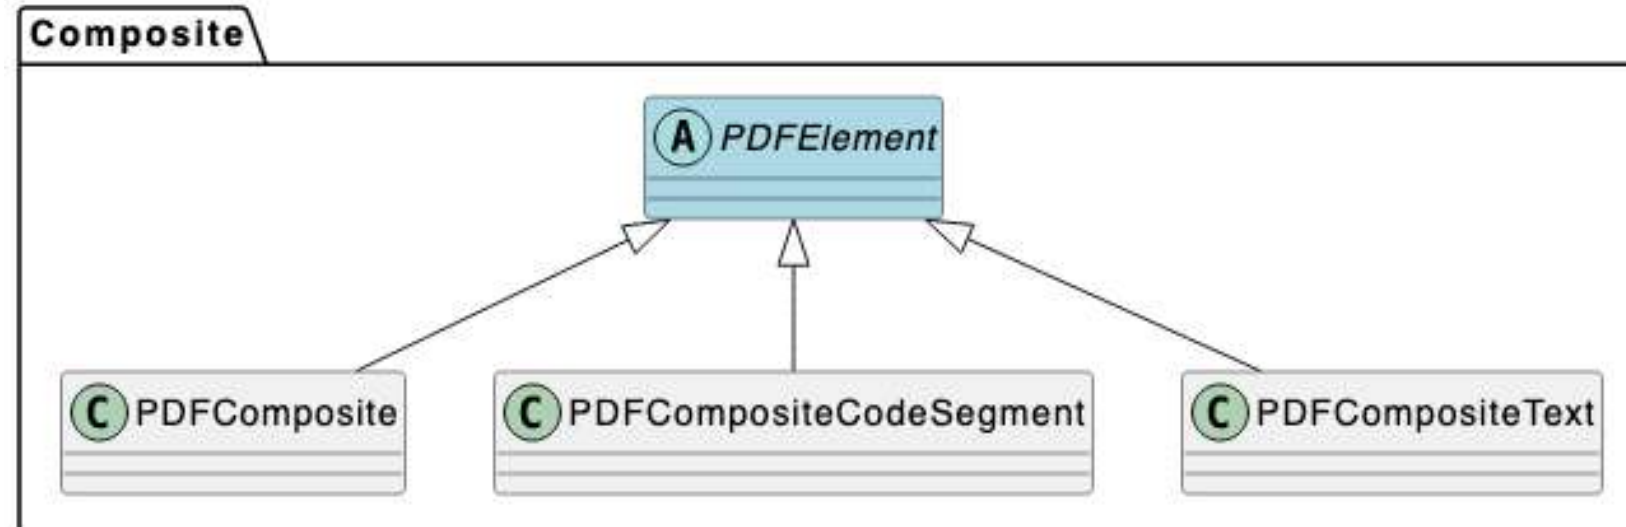 Composite
A PDFElement
C PDFComposite
C PDFCompositeCodeSegment
C PDFCompositeText